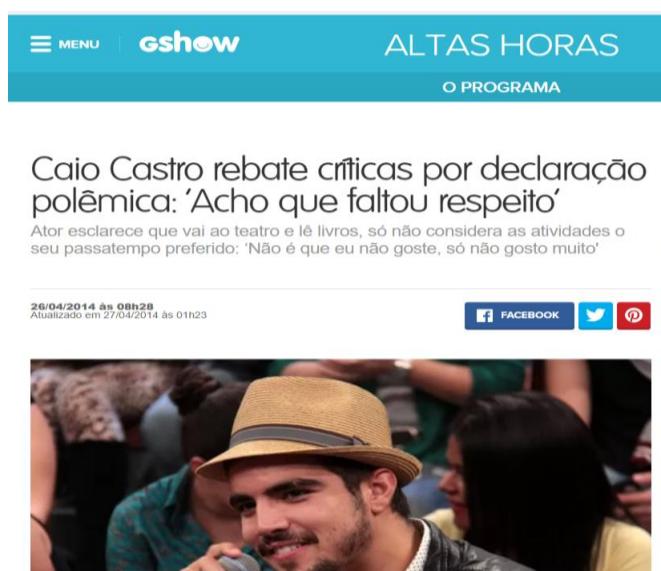 MENU
Gshow
ALTAS HORAS
O PROGRAMA
Caio Castro rebate críticas por declaração
polêmica: ‘Acho que faltou respeito’
Ator esclarece que vai ao teatro e lê livros, só não considera as atividades o
seu passatempo preferido: 'Não é que eu não goste, só não gosto muito'
26/04/2014 às 08h28
Atualizado em 27/04/2014 às 01h23
FACEBOOK